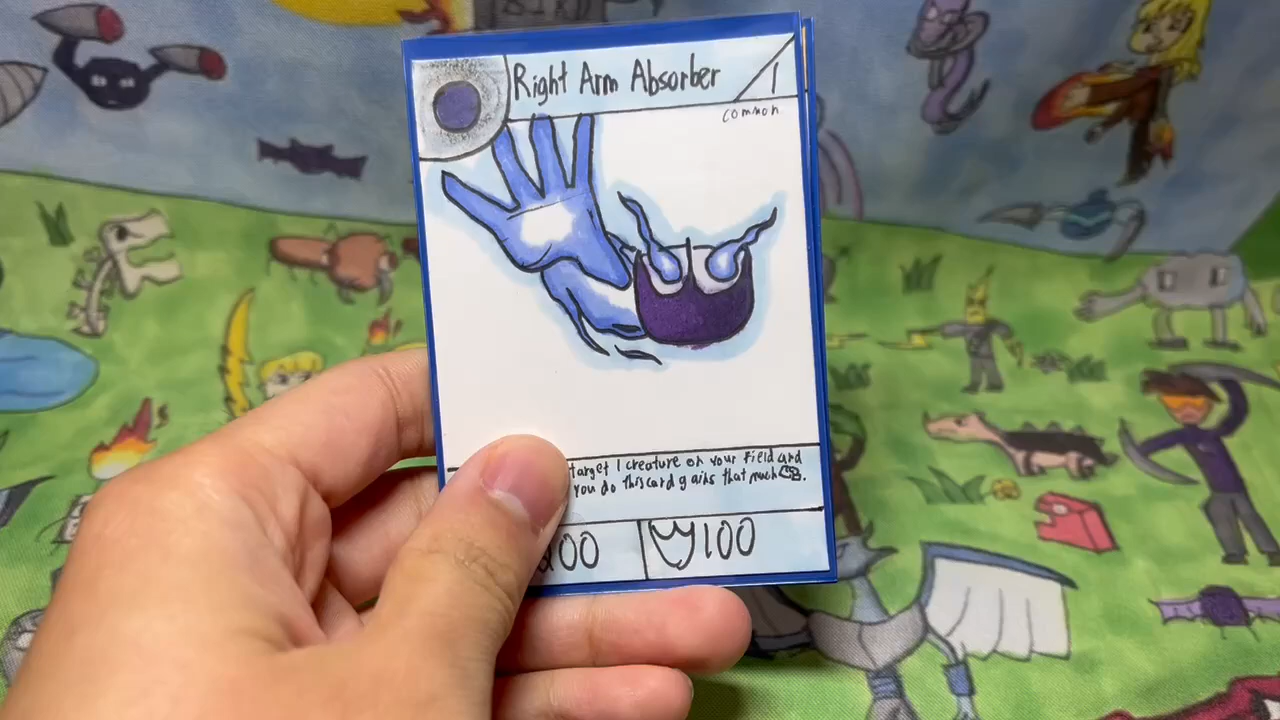 Right Arm Absorber
1
common
target 1 creature on your field and
you do this card gains that much
00
100